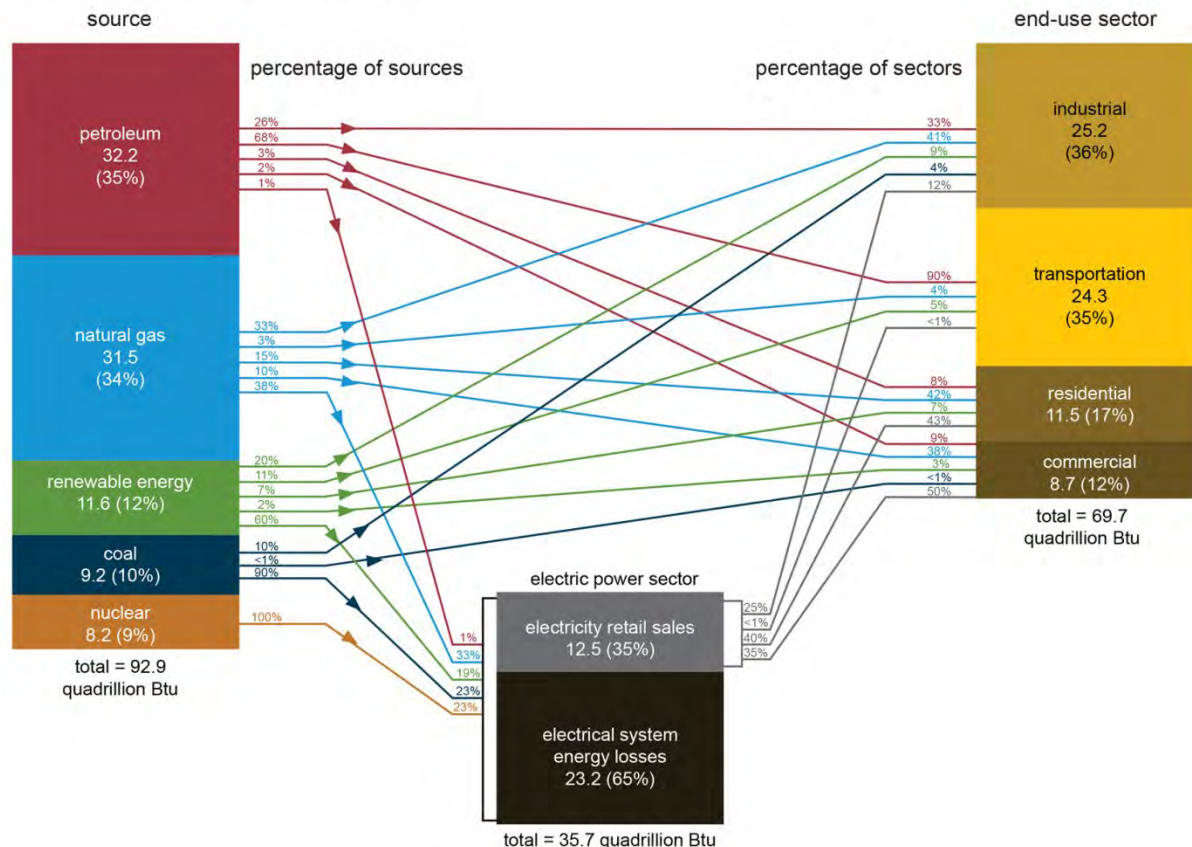 source
end-use sector
percentage of sources
percentage of sectors
petroleum
32.2
(35%)
26%
68%
3%
2%
1%
natural gas
31.5
(34%)
33%
3%
15%
10%
38%
renewable energy
11.6 (12%)
20%
11%
7%
2%
60%
coal
9.2 (10%)
10%
<1%
90%
nuclear
8.2 (9%)
100%
total = 92.9
quadrillion Btu
electric power sector
1%
33%
19%
23%
23%
electricity retail sales
12.5 (35%)
electrical system
energy losses
23.2 (65%)
total = 35.7 quadrillion Btu
25%
<1%
40%
35%
33%
41%
9%
4%
12%
industrial
25.2
(36%)
90%
4%
5%
<1%
transportation
24.3
(35%)
8%
42%
7%
43%
residential
11.5 (17%)
9%
38%
3%
<1%
50%
commercial
8.7 (12%)
total = 69.7
quadrillion Btu